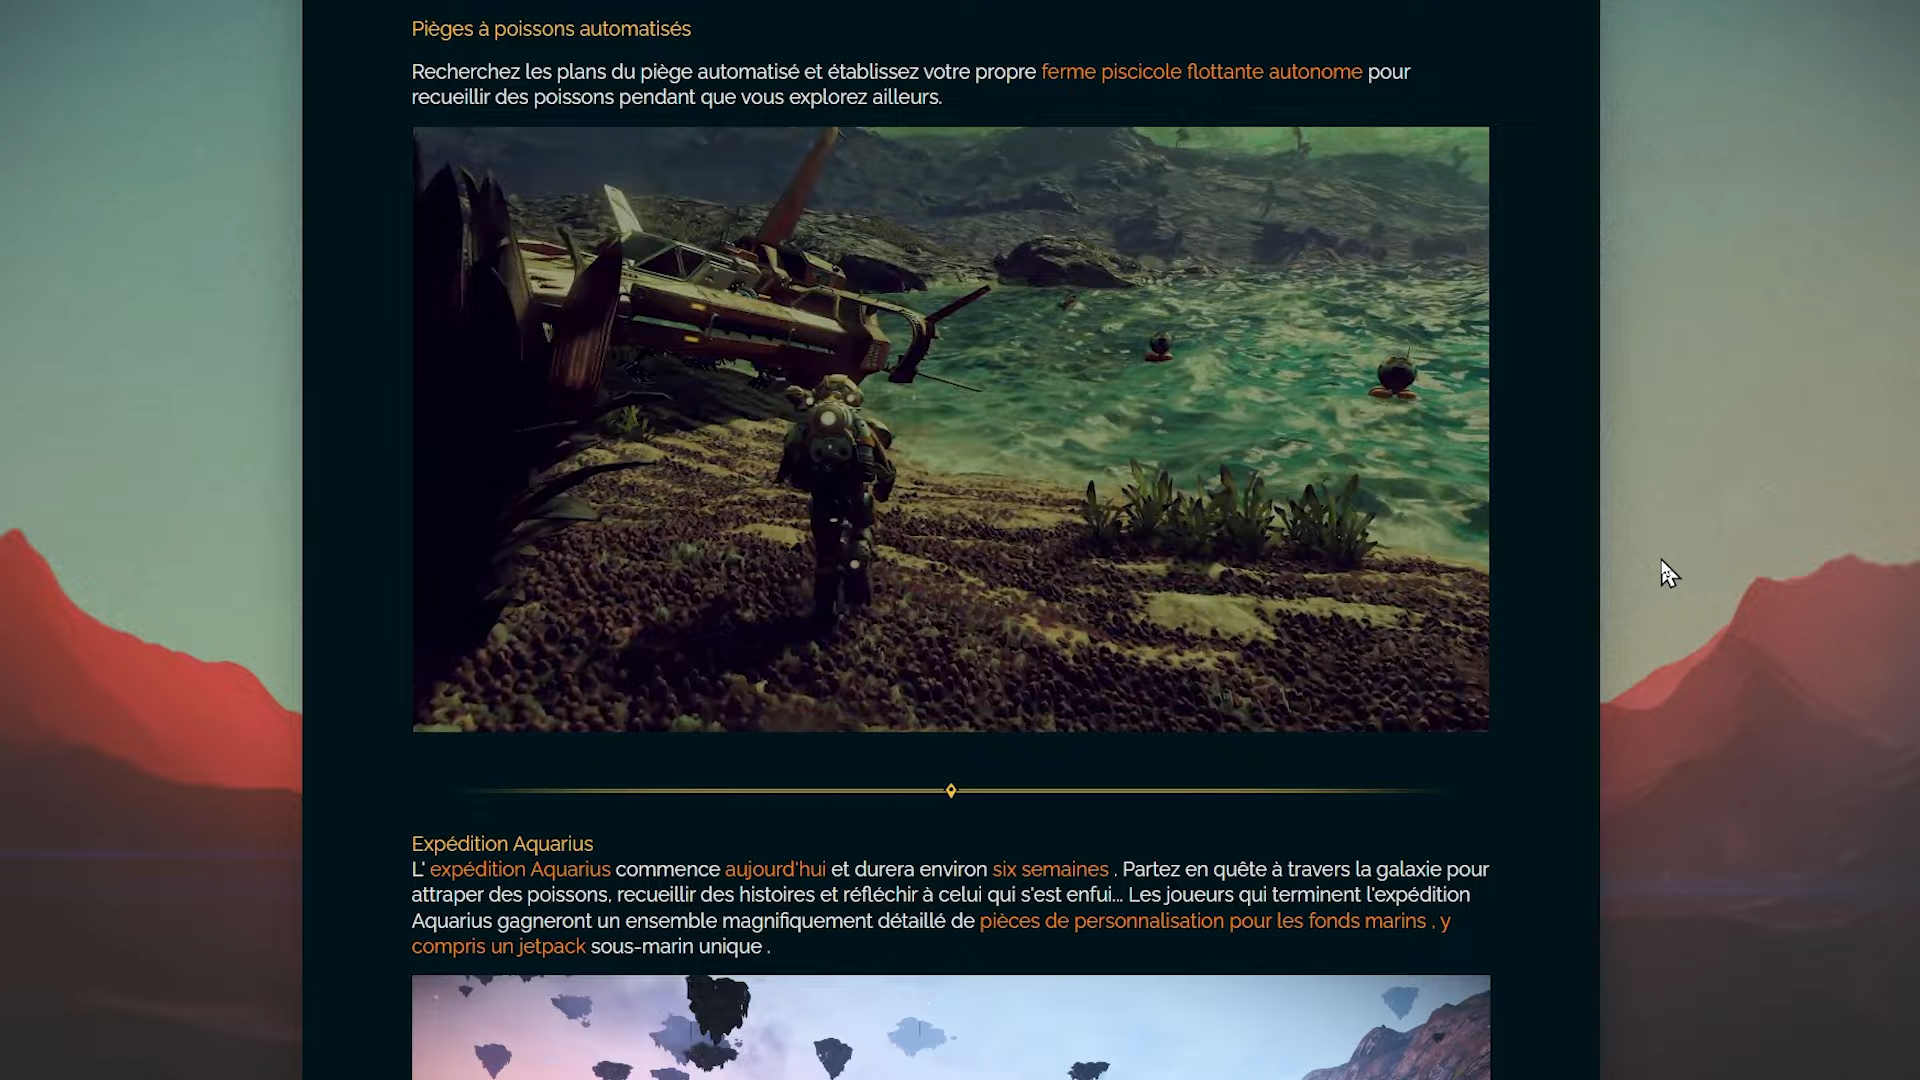 Pièges à poissons automatisés
Recherchez les plans du piège automatisé et établissez votre propre ferme piscicole flottante autonome pour
recueillir des poissons pendant que vous explorez ailleurs.
Expédition Aquarius
L' expédition Aquarius commence aujourd'hui et durera environ six semaines . Partez en quête à travers la galaxie pour
attraper des poissons, recueillir des histoires et réfléchir à celui qui s'est enfui... Les joueurs qui terminent l'expédition
Aquarius gagneront un ensemble magnifiquement détaillé de pièces de personnalisation pour les fonds marins , y
compris un jetpack sous-marin unique .